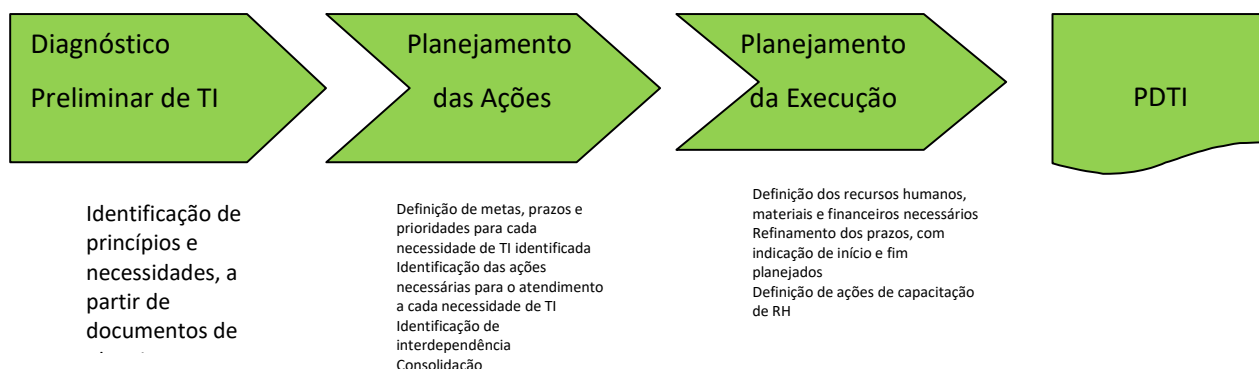 Diagnóstico
Preliminar de TI
Planejamento
das Ações
Planejamento
da Execução
PDTI
Identificação de
princípios e
necessidades, a
partir de
documentos de
Definição de metas, prazos e
prioridades para cada
necessidade de TI identificada
Identificação das ações
necessárias para o atendimento
a cada necessidade de TI
Identificação de
interdependência
Consolidação
Definição dos recursos humanos,
materiais e financeiros necessários
Refinamento dos prazos, com
indicação de início e fim
planejados
Definição de ações de capacitação
de RH